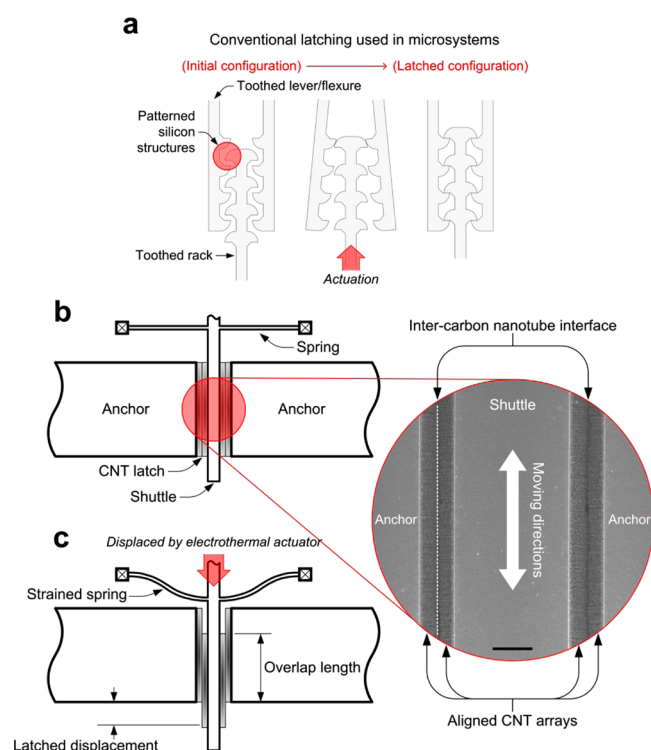 a
Conventional latching used in microsystems
(Initial configuration)
(Latched configuration)
Toothed lever/flexure
Patterned
silicon
structures
Toothed rack
Actuation
b
Spring
Anchor
Anchor
CNT latch
Shuttle
Inter-carbon nanotube interface
Shuttle
Moving directions
Anchor
Anchor
Aligned CNT arrays
c
Displaced by electrothermal actuator
Strained spring
Overlap length
Latched displacement